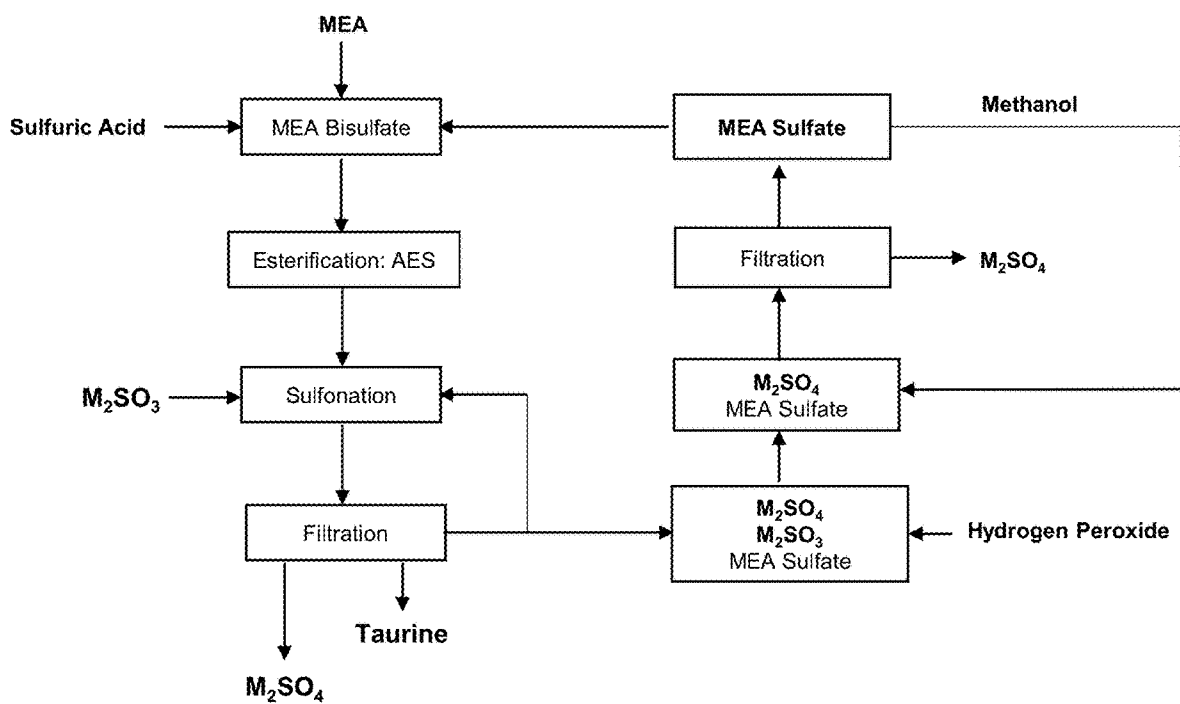 MEA
Sulfuric Acid
MEA Bisulfate
MEA Sulfate
Methanol
Esterification: AES
Filtration
M₂SO₄
M₂SO₃
Sulfonation
M₂SO₄
MEA Sulfate
Filtration
M₂SO₄
M₂SO₃
MEA Sulfate
Hydrogen Peroxide
Taurine
M₂SO₄